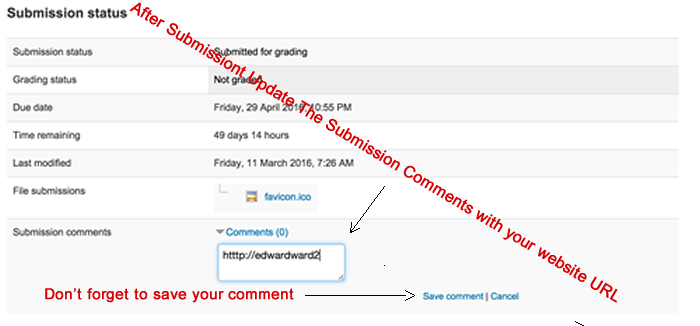 Submission status
After Submissiont Update The Submission Comments with your website URL
Submission status Submitted for grading
Grading status Not graded
Due date Friday, 29 April 2016, 10:55 PM
Time remaining 49 days 14 hours
Last modified Friday, 11 March 2016, 7:26 AM
File submissions favicon.ico
Submission comments Comments (0)
htttp://edwardward2
Don't forget to save your comment Save comment | Cancel